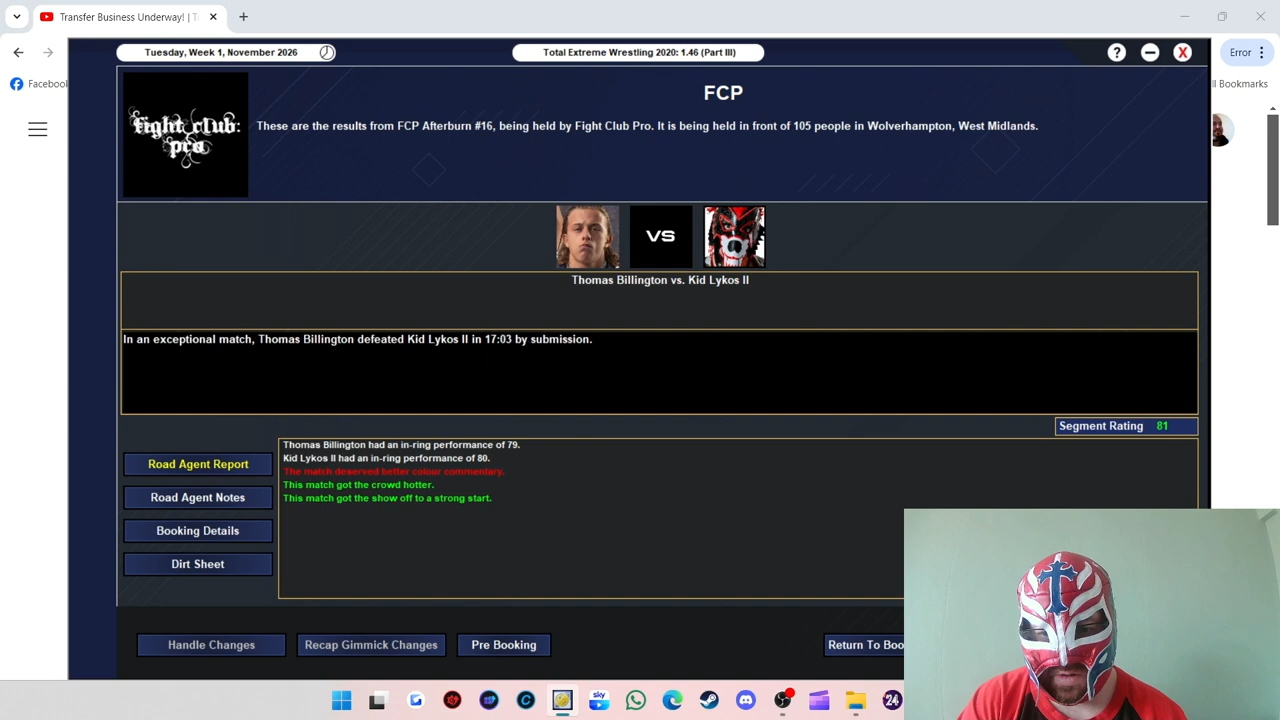 Transfer Business Underway! | T
Error
Facebook
ll Bookmarks
Tuesday, Week 1, November 2026
Total Extreme Wrestling 2020: 1.46 (Part III)
?
X
fight club:
pro
FCP
These are the results from FCP Afterburn #16, being held by Fight Club Pro. It is being held in front of 105 people in Wolverhampton, West Midlands.
VS
Thomas Billington vs. Kid Lykos II
In an exceptional match, Thomas Billington defeated Kid Lykos II in 17:03 by submission.
Segment Rating 81
Road Agent Report
Road Agent Notes
Booking Details
Dirt Sheet
Thomas Billington had an in-ring performance of 79.
Kid Lykos II had an in-ring performance of 80.
The match deserved better colour commentary.
This match got the crowd hotter.
This match got the show off to a strong start.
Handle Changes
Recap Gimmick Changes
Pre Booking
Return To Boo
sky
24